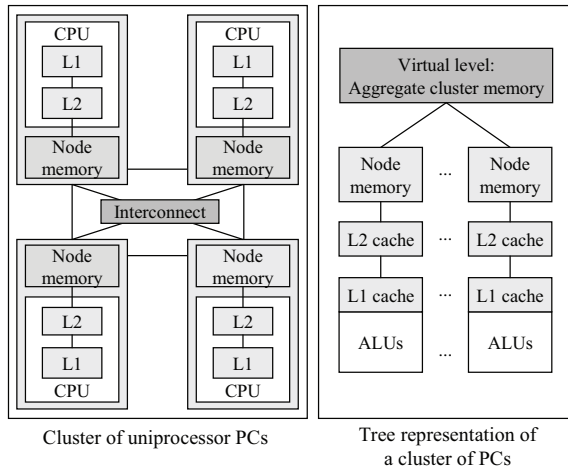 CPU
L1
L2
Node
memory
CPU
L1
L2
Node
memory
Interconnect
Node
memory
L2
L1
CPU
Node
memory
L2
L1
CPU
Cluster of uniprocessor PCs
Virtual level:
Aggregate cluster memory
Node
memory
...
Node
memory
L2 cache
...
L2 cache
L1 cache
...
L1 cache
ALUs
...
ALUs
Tree representation of
a cluster of PCs